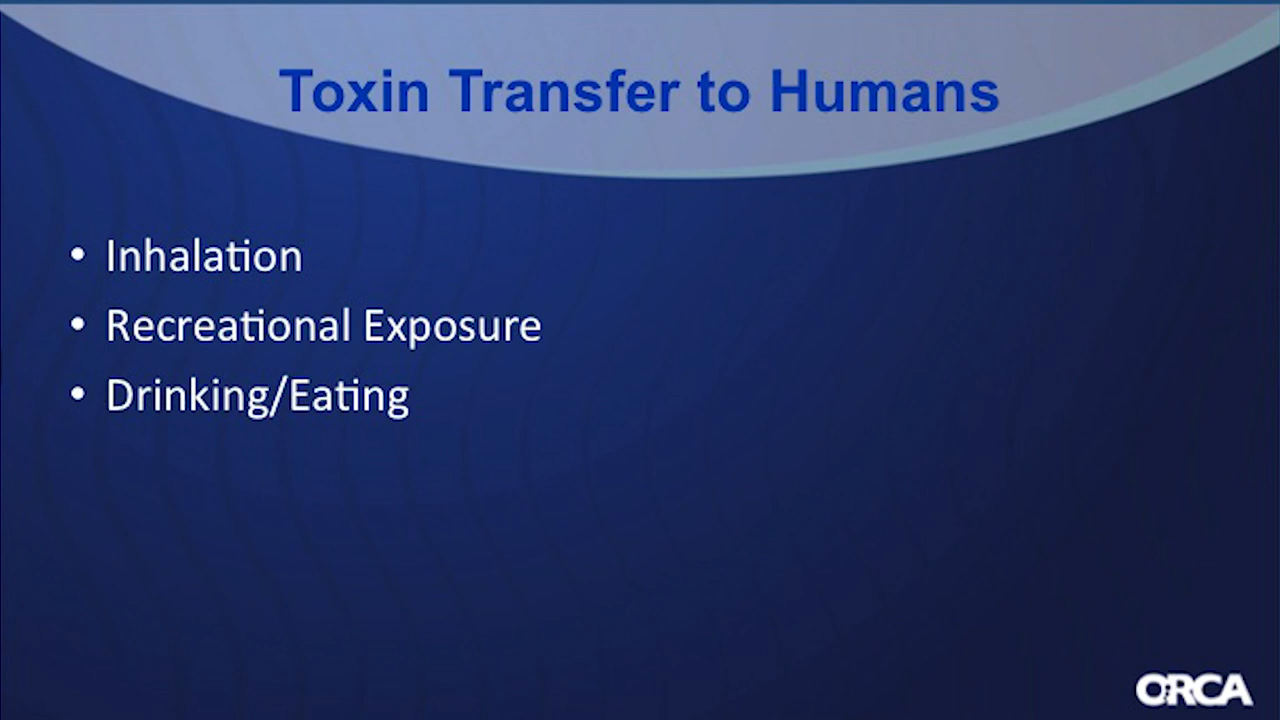 Toxin Transfer to Humans
• Inhalation
• Recreational Exposure
• Drinking/Eating
ORCA